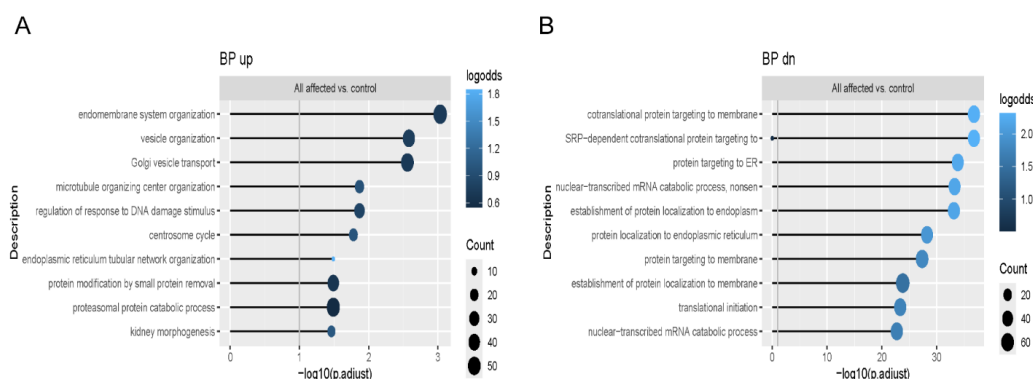 A
BP up
All affected vs. control
Description
endomembrane system organization
vesicle organization
Golgi vesicle transport
microtubule organizing center organization
regulation of response to DNA damage stimulus
centrosome cycle
endoplasmic reticulum tubular network organization
protein modification by small protein removal
proteasomal protein catabolic process
kidney morphogenesis
0 1 2 3
−log10(p.adjust)
logodds
1.8
1.5
1.2
0.9
0.6
Count
10
20
30
40
50
B
BP dn
All affected vs. control
Description
cotranslational protein targeting to membrane
SRP−dependent cotranslational protein targeting to
protein targeting to ER
nuclear−transcribed mRNA catabolic process, nonsen
establishment of protein localization to endoplasm
protein localization to endoplasmic reticulum
protein targeting to membrane
establishment of protein localization to membrane
translational initiation
nuclear−transcribed mRNA catabolic process
0 10 20 30
−log10(p.adjust)
logodds
2.0
1.5
1.0
Count
20
40
60